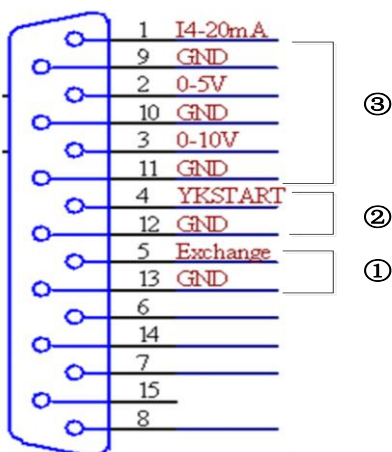 1 I4-20mA
9 GND
2 0-5V
10 GND
③
3 0-10V
11 GND
4 YKSTART
②
12 GND
5 Exchange
①
13 GND
6
14
7
15
8